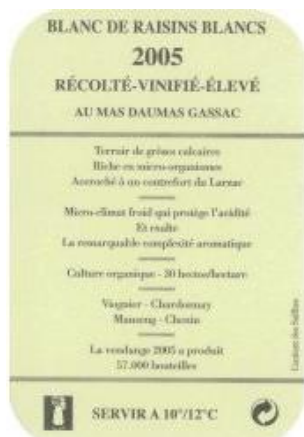 BLANC DE RAISINS BLANCS
2005
RÉCOLTÉ-VINIFIÉ-ÉLEVÉ
AU MAS DAUMAS GASSAC
Terroir de grèzes calcaires
Riche en micro-organismes
Accroché à un contrefort du Larzac
Micro-climat froid qui protège l'acidité
Et exalte
La remarquable complexité aromatique
Culture organique - 30 hectos/hectare
Viognier - Chardonnay
Manseng - Chenin
La vendange 2005 a produit
57.000 bouteilles
SERVIR A 10°/12°C